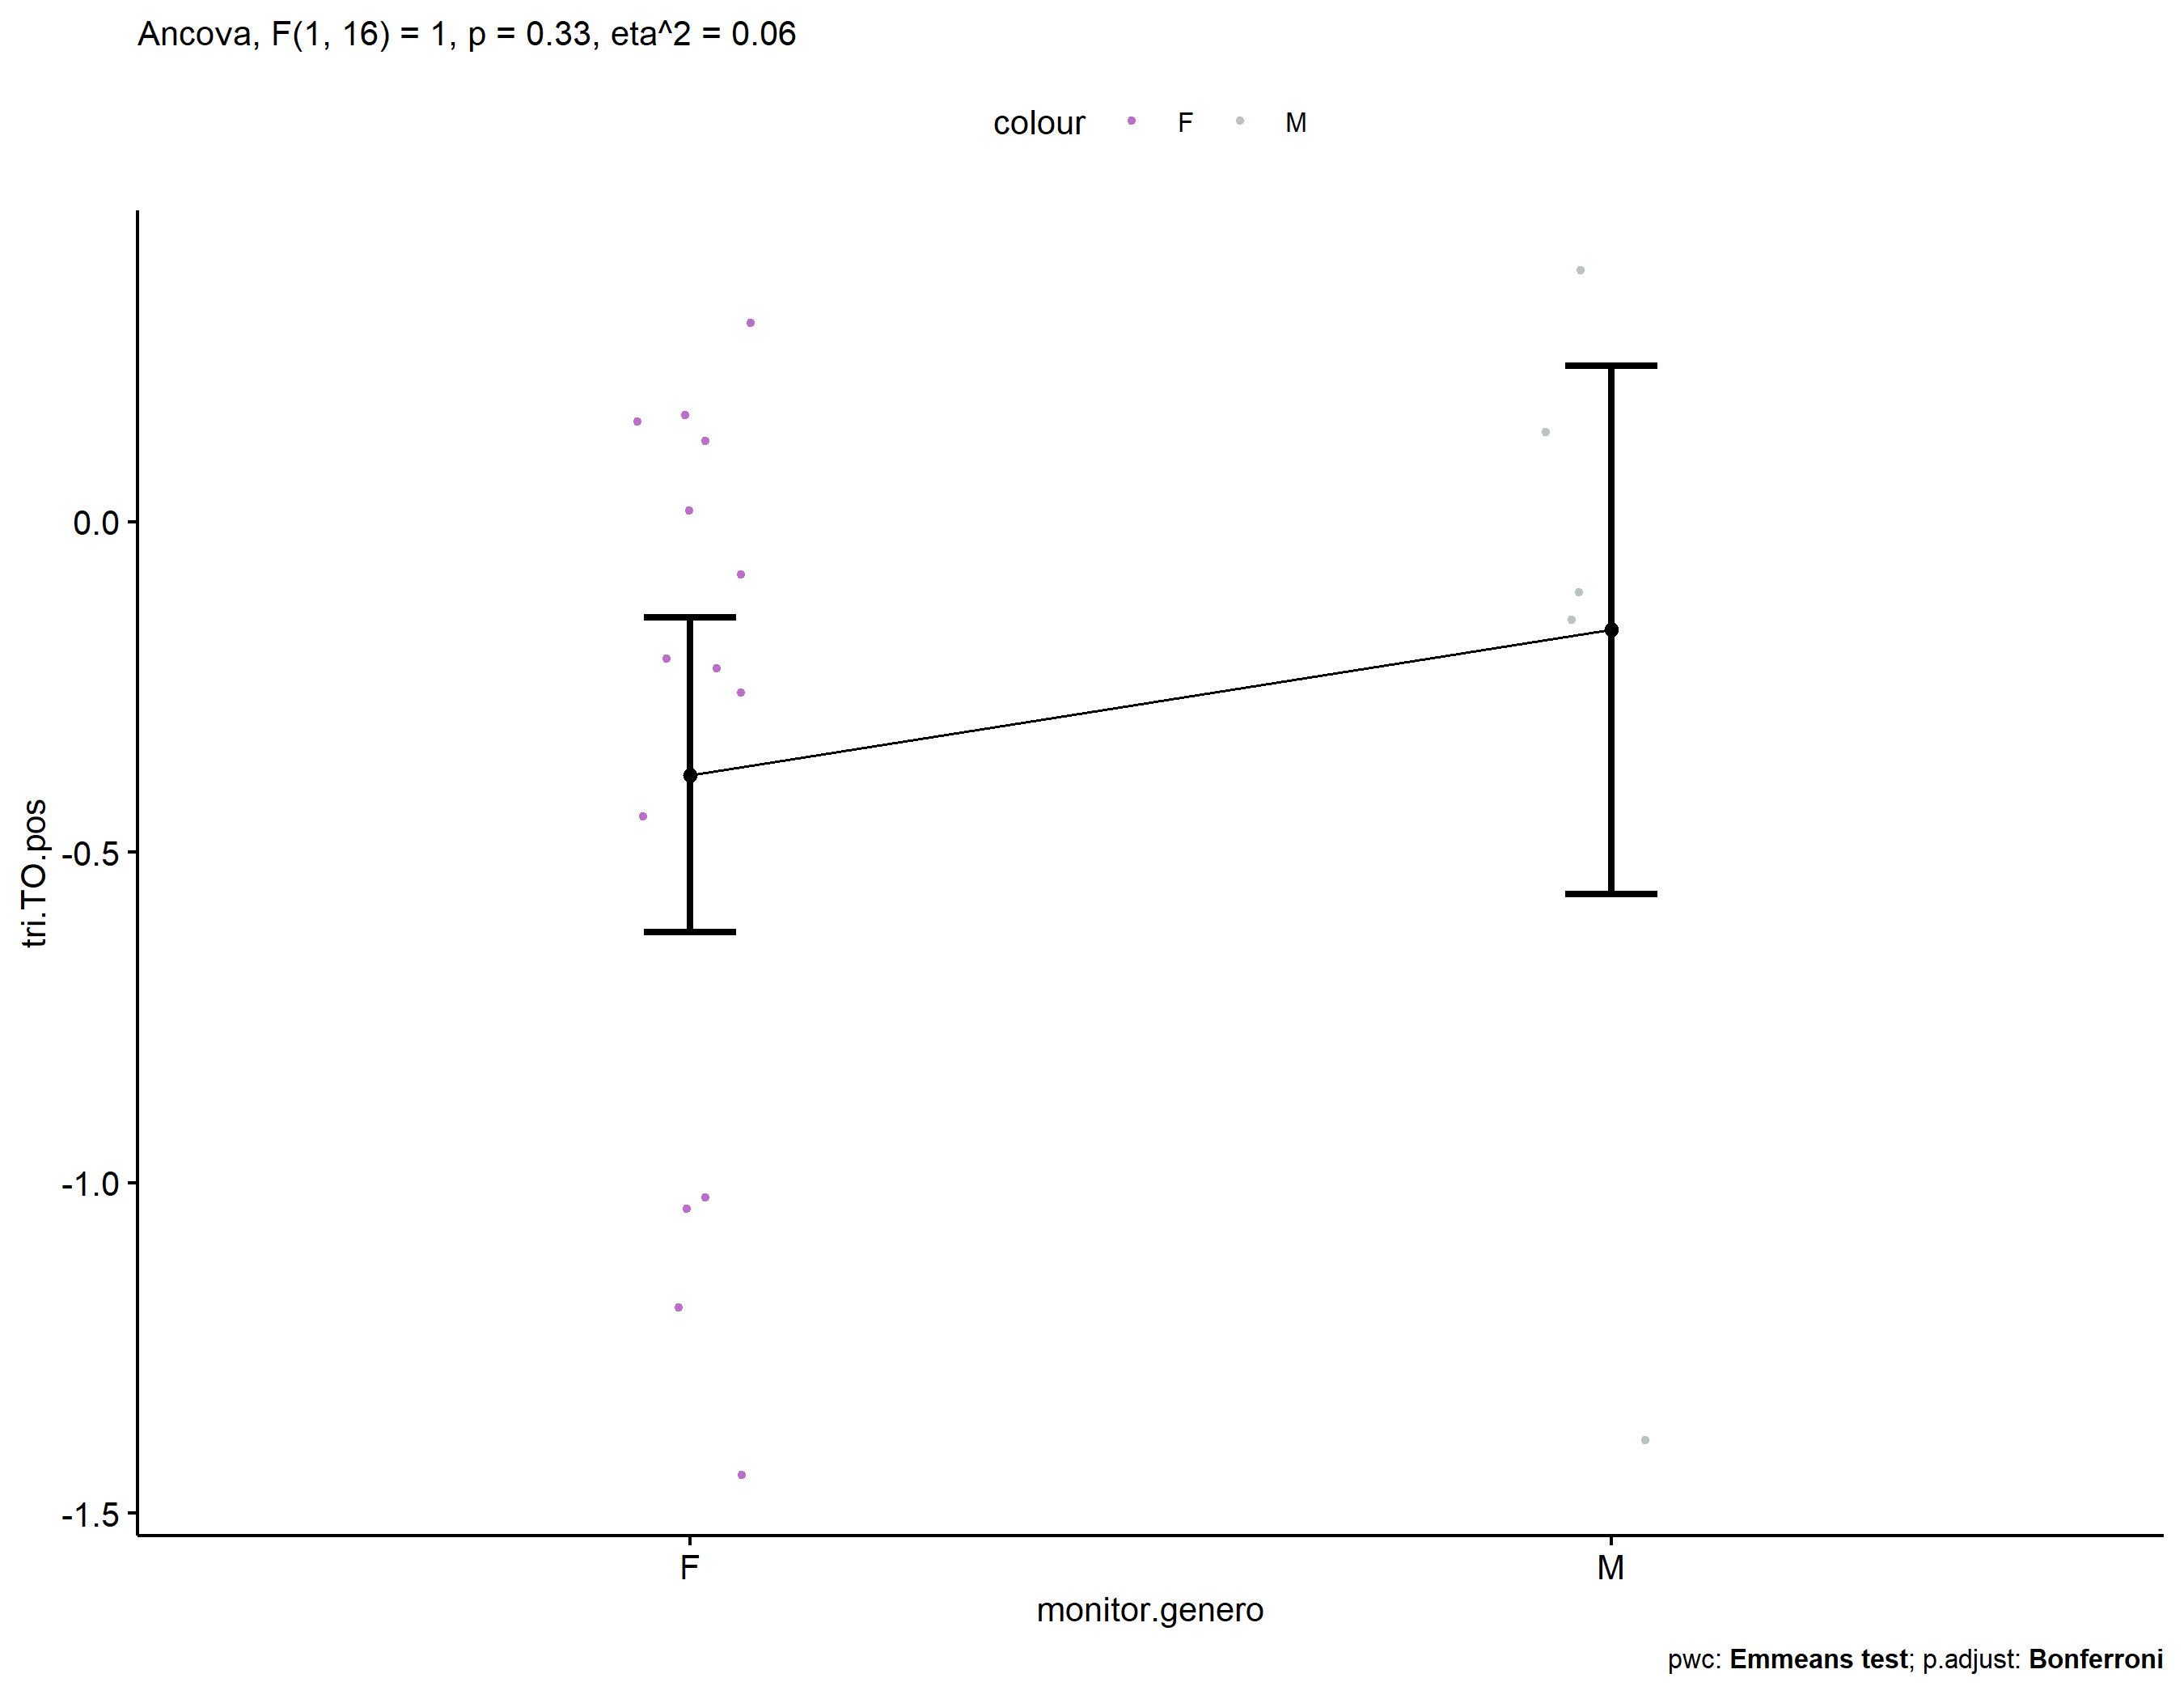 Ancova, F(1, 16) = 1, p = 0.33, eta^2 = 0.06
colour F M
0.0
-0.5
-1.0
-1.5
tri.TO.pos
F M
monitor.genero
pwc: Emmeans test; p.adjust: Bonferroni